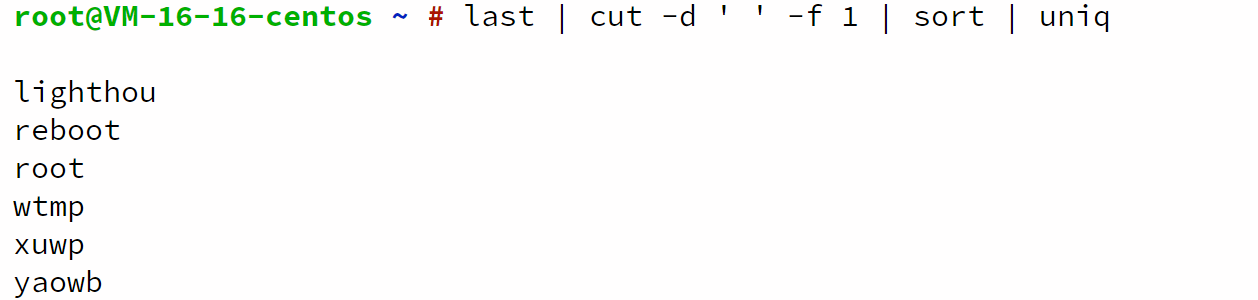 root@VM-16-16-centos ~ # last | cut -d ' ' -f 1 | sort | uniq
lighthou
reboot
root
wtmp
xuwp
yaowb